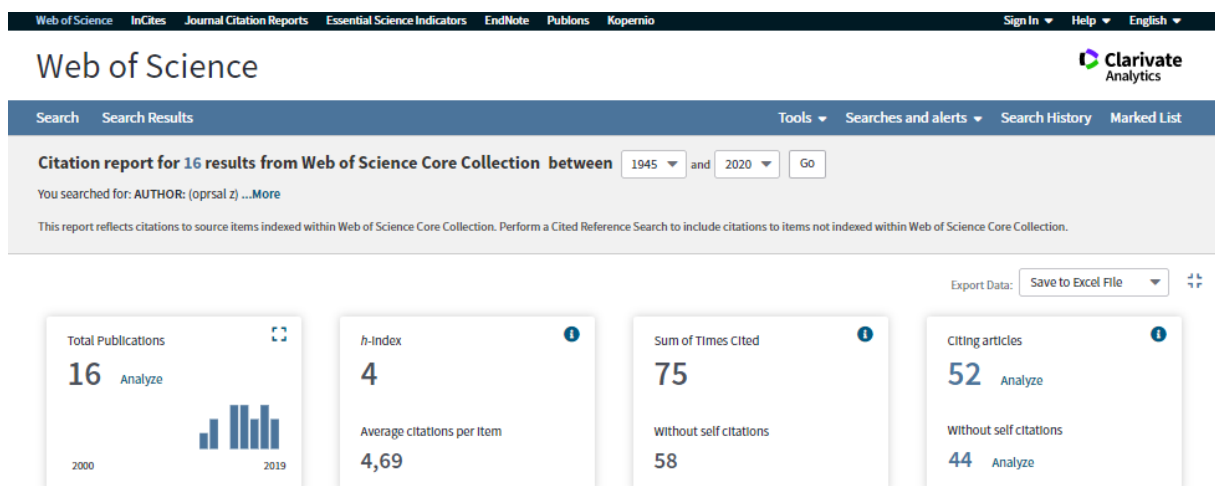 Web of Science InCites Journal Citation Reports Essential Science Indicators EndNote Publons Kopernio Sign In Help English
Web of Science
Clarivate
Analytics
Search Search Results Tools Searches and alerts Search History Marked List
Citation report for 16 results from Web of Science Core Collection between 1945 and 2020 Go
You searched for: AUTHOR: (oprsal z) ...More
This report reflects citations to source items indexed within Web of Science Core Collection. Perform a Cited Reference Search to include citations to items not indexed within Web of Science Core Collection.
Export Data: Save to Excel File
Total Publications
16 Analyze
2000 2019
h-index
4
Average citations per item
4,69
Sum of Times Cited
75
Without self citations
58
Citing articles
52 Analyze
Without self citations
44 Analyze